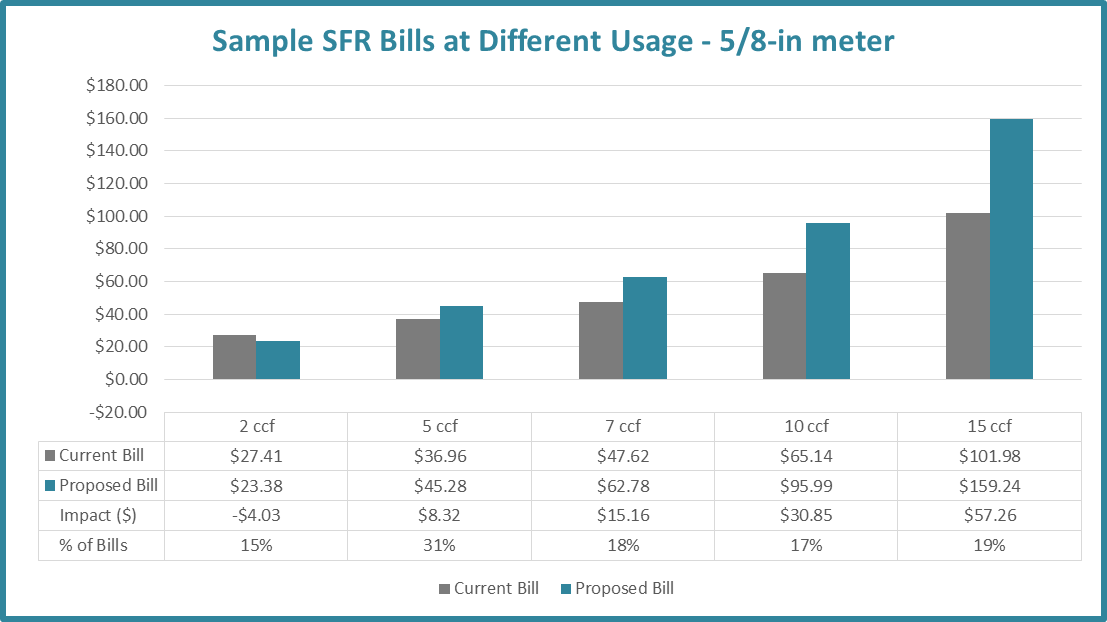 Sample SFR Bills at Different Usage - 5/8-in meter
$180.00
$160.00
$140.00
$120.00
$100.00
$80.00
$60.00
$40.00
$20.00
$0.00
-$20.00
2 ccf 5 ccf 7 ccf 10 ccf 15 ccf
Current Bill $27.41 $36.96 $47.62 $65.14 $101.98
Proposed Bill $23.38 $45.28 $62.78 $95.99 $159.24
Impact ($) -$4.03 $8.32 $15.16 $30.85 $57.26
% of Bills 15% 31% 18% 17% 19%
Current Bill Proposed Bill